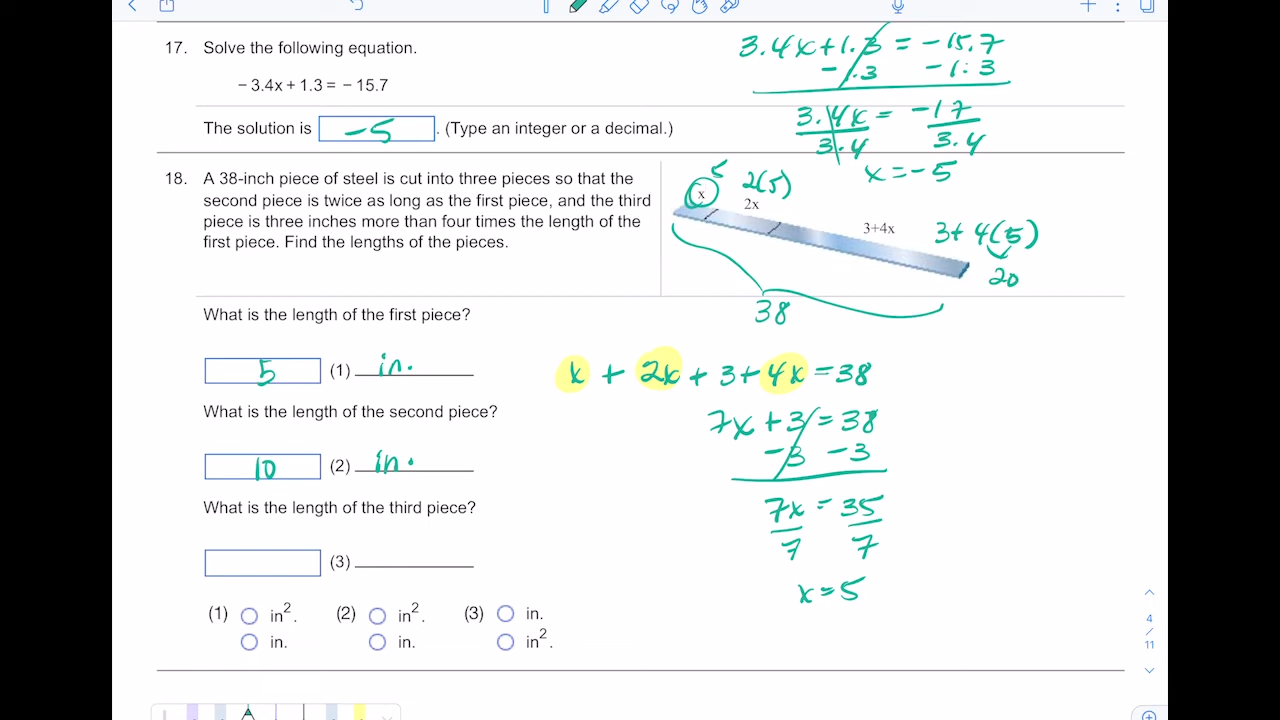 17. Solve the following equation.
− 3.4x + 1.3 = − 15.7
The solution is −5 . (Type an integer or a decimal.)
3.4x + 1.3 = −15.7
−1.3 −1.3
3.4x = −17
3.4 3.4
x = −5
18. A 38-inch piece of steel is cut into three pieces so that the
second piece is twice as long as the first piece, and the third
piece is three inches more than four times the length of the
first piece. Find the lengths of the pieces.
5
x
2(5)
2x
3+4x
3+ 4(5)
20
38
What is the length of the first piece?
5 (1) in.
What is the length of the second piece?
10 (2) in.
What is the length of the third piece?
(3)
x + 2x + 3 + 4x = 38
7x + 3 = 38
−3 −3
7x = 35
7 7
x = 5
(1) in². (2) in². (3) in.
in. in. in².
4
/
11